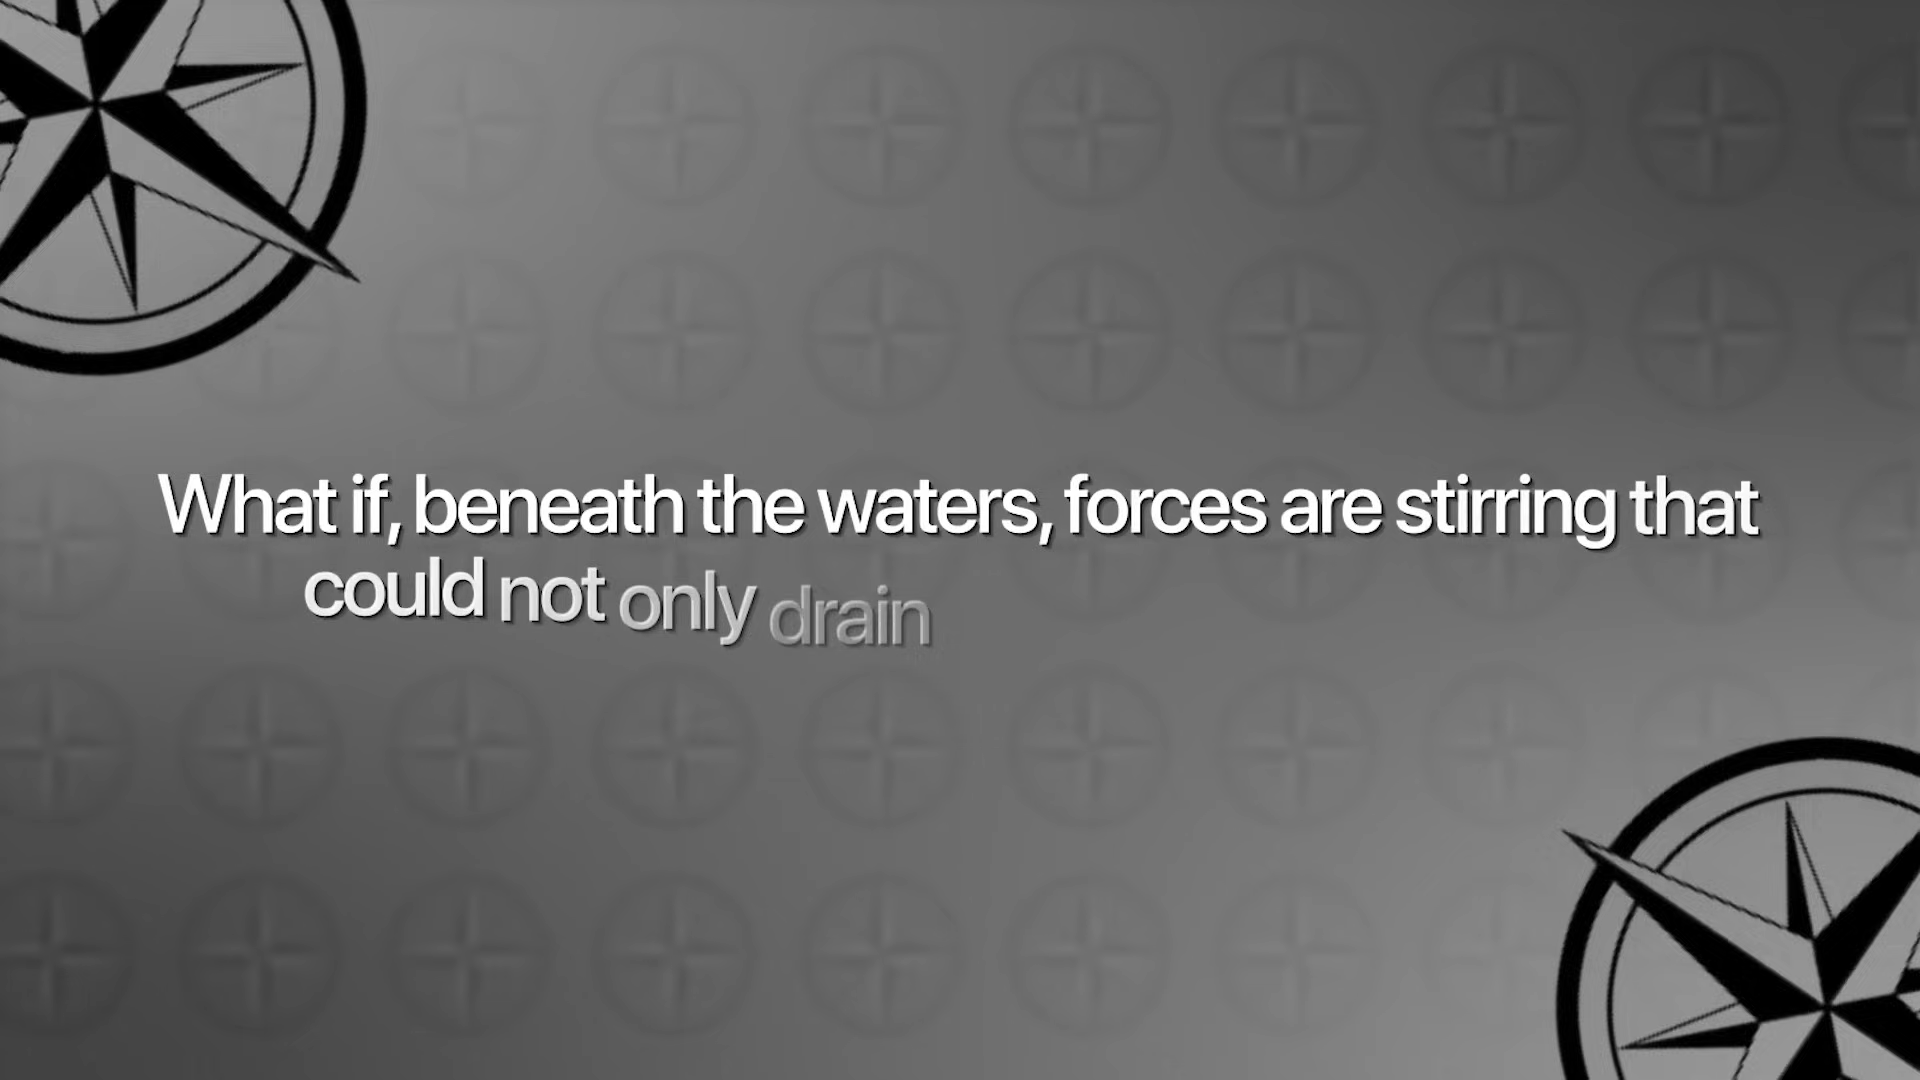 What if, beneath the waters, forces are stirring that
could not only drain